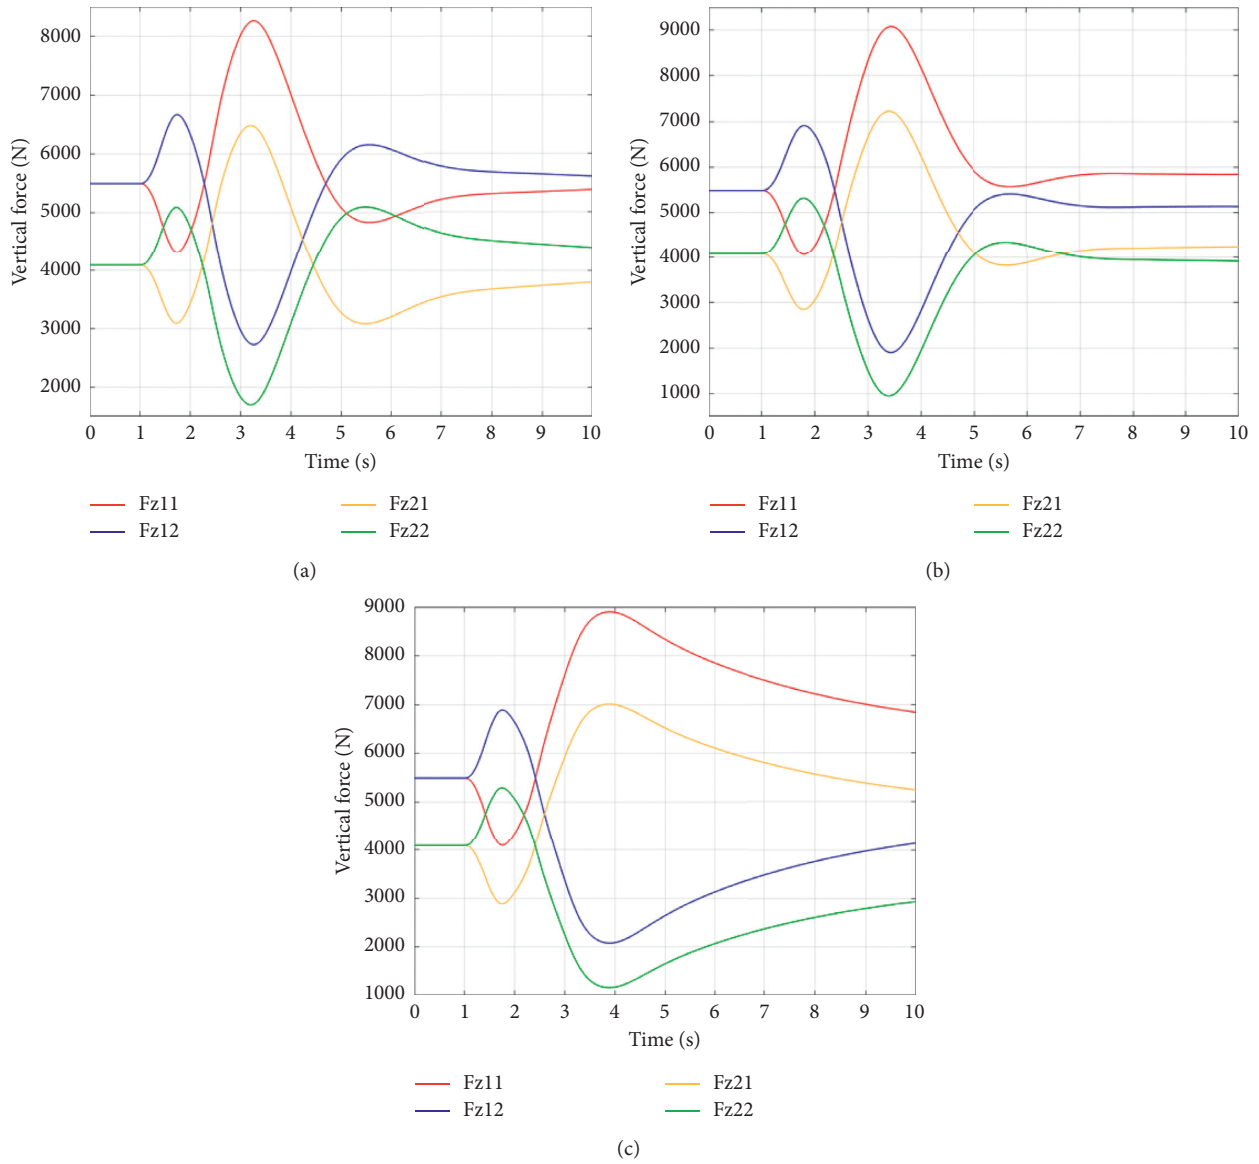 8000
7000
6000
5000
4000
3000
2000
Vertical force (N)
0 1 2 3 4 5 6 7 8 9 10
Time (s)
Fz11 Fz21
Fz12 Fz22
(a)
9000
8000
7000
6000
5000
4000
3000
2000
1000
Vertical force (N)
0 1 2 3 4 5 6 7 8 9 10
Time (s)
Fz11 Fz21
Fz12 Fz22
(b)
9000
8000
7000
6000
5000
4000
3000
2000
1000
Vertical force (N)
0 1 2 3 4 5 6 7 8 9 10
Time (s)
Fz11 Fz21
Fz12 Fz22
(c)